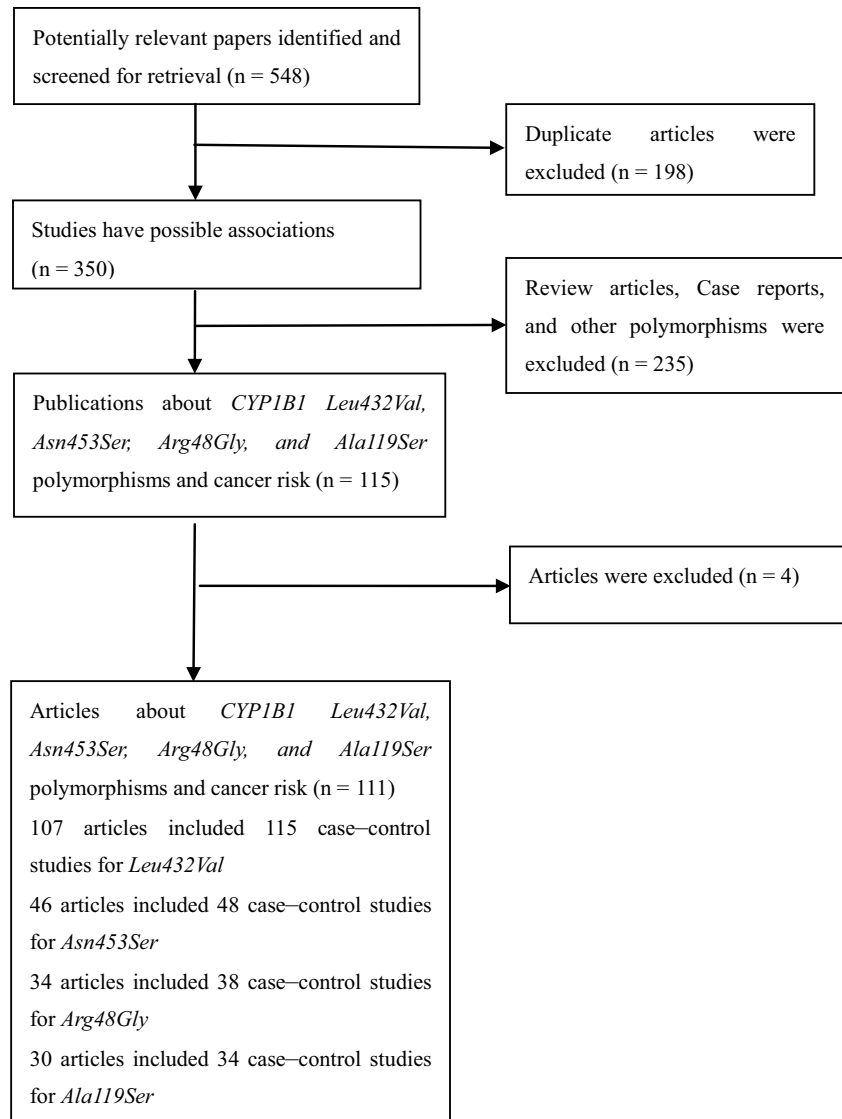 Potentially relevant papers identified and
screened for retrieval (n = 548)
Duplicate articles were
excluded (n = 198)
Studies have possible associations
(n = 350)
Review articles, Case reports,
and other polymorphisms were
excluded (n = 235)
Publications about CYP1B1 Leu432Val,
Asn453Ser, Arg48Gly, and Ala119Ser
polymorphisms and cancer risk (n = 115)
Articles were excluded (n = 4)
Articles about CYP1B1 Leu432Val,
Asn453Ser, Arg48Gly, and Ala119Ser
polymorphisms and cancer risk (n = 111)
107 articles included 115 case–control
studies for Leu432Val
46 articles included 48 case–control studies
for Asn453Ser
34 articles included 38 case–control studies
for Arg48Gly
30 articles included 34 case–control studies
for Ala119Ser